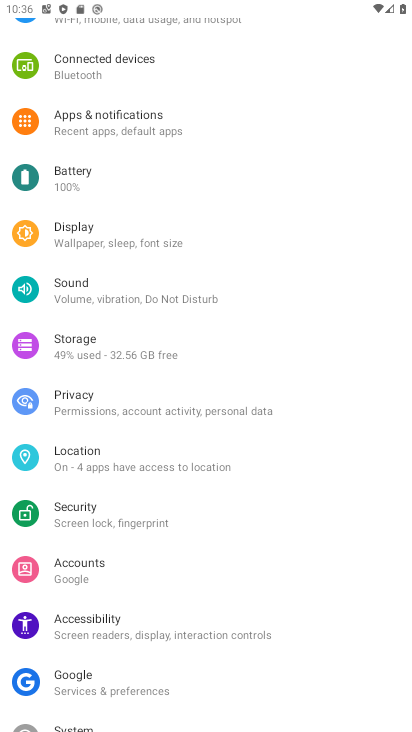 10:36
Wi-Fi, mobile, data usage, and hotspot
Connected devices
Bluetooth
Apps & notifications
Recent apps, default apps
Battery
100%
Display
Wallpaper, sleep, font size
Sound
Volume, vibration, Do Not Disturb
Storage
49% used - 32.56 GB free
Privacy
Permissions, account activity, personal data
Location
On - 4 apps have access to location
Security
Screen lock, fingerprint
Accounts
Google
Accessibility
Screen readers, display, interaction controls
Google
Services & preferences
System